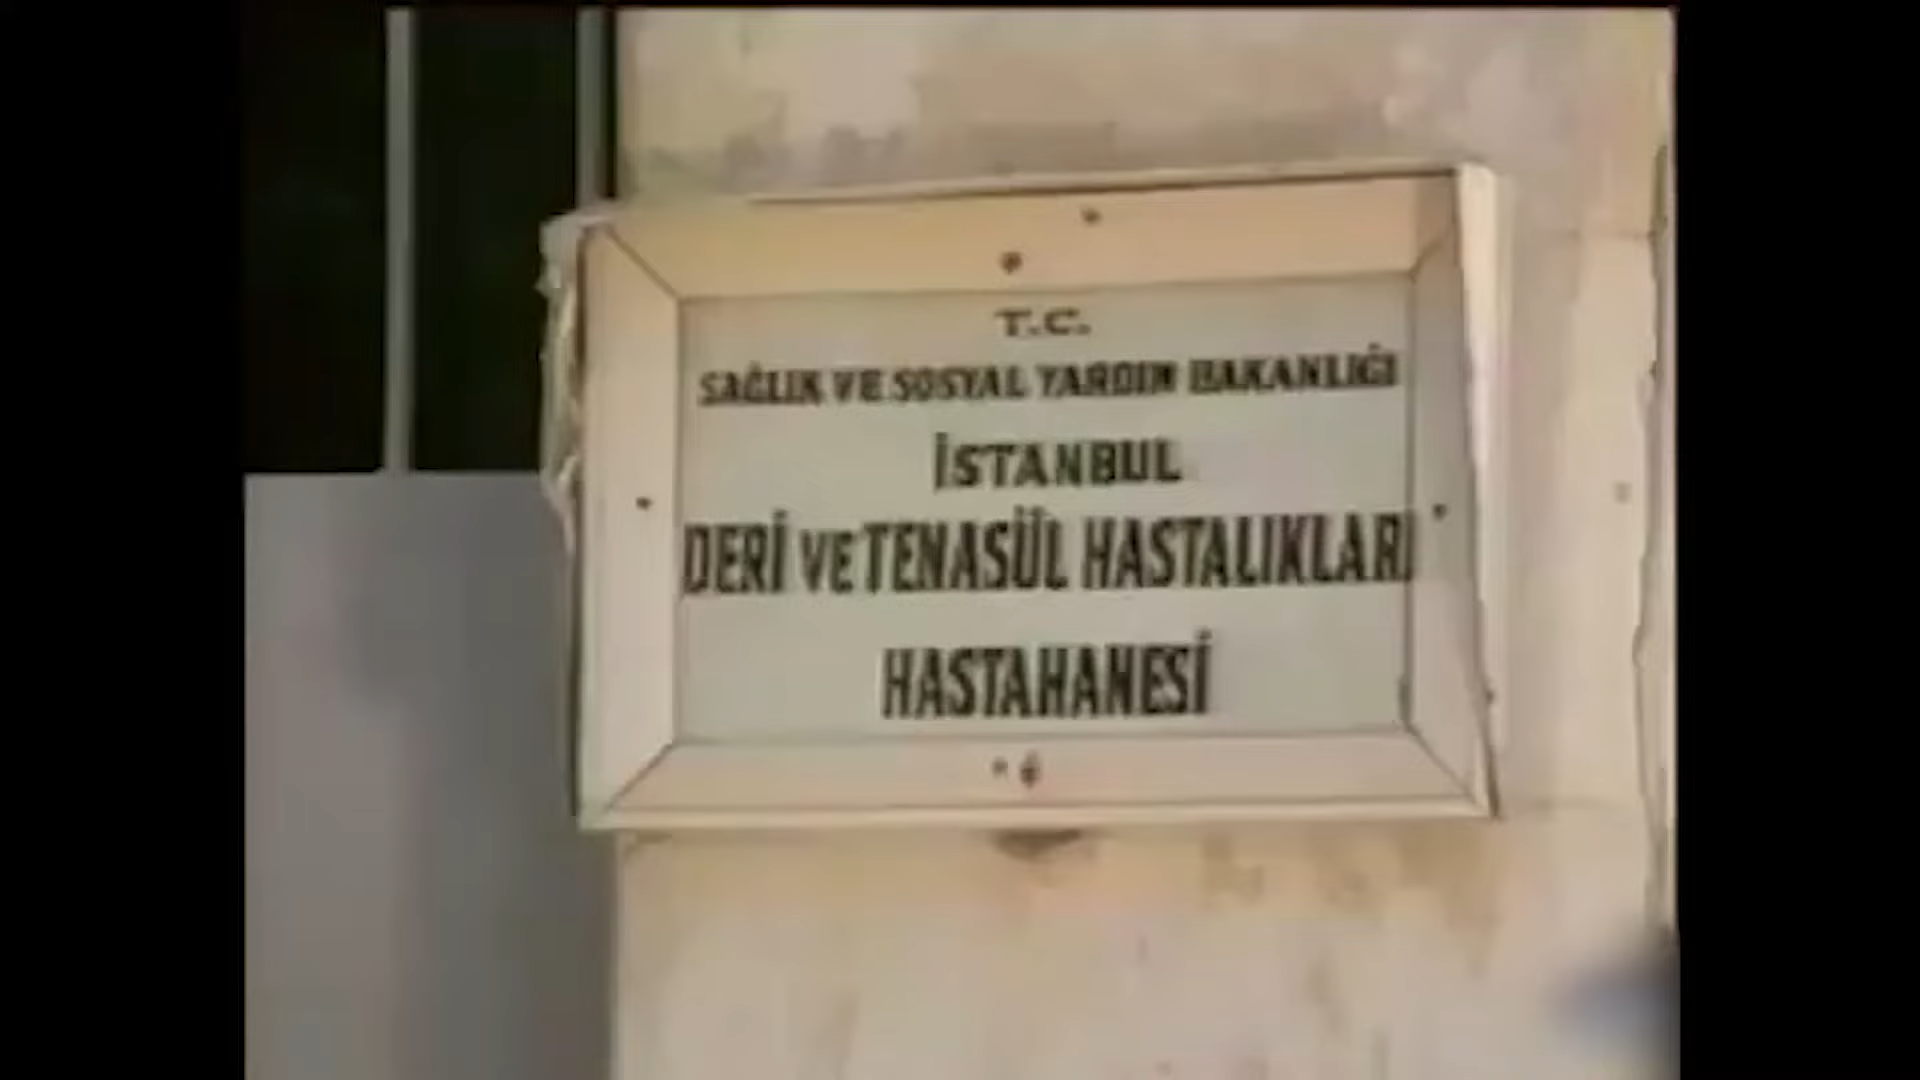 T.C.
SAĞLIK VE SOSYAL YARDIM BAKANLIĞI
İSTANBUL
DERİ VE TENASÜL HASTALIKLARI
HASTAHANESİ